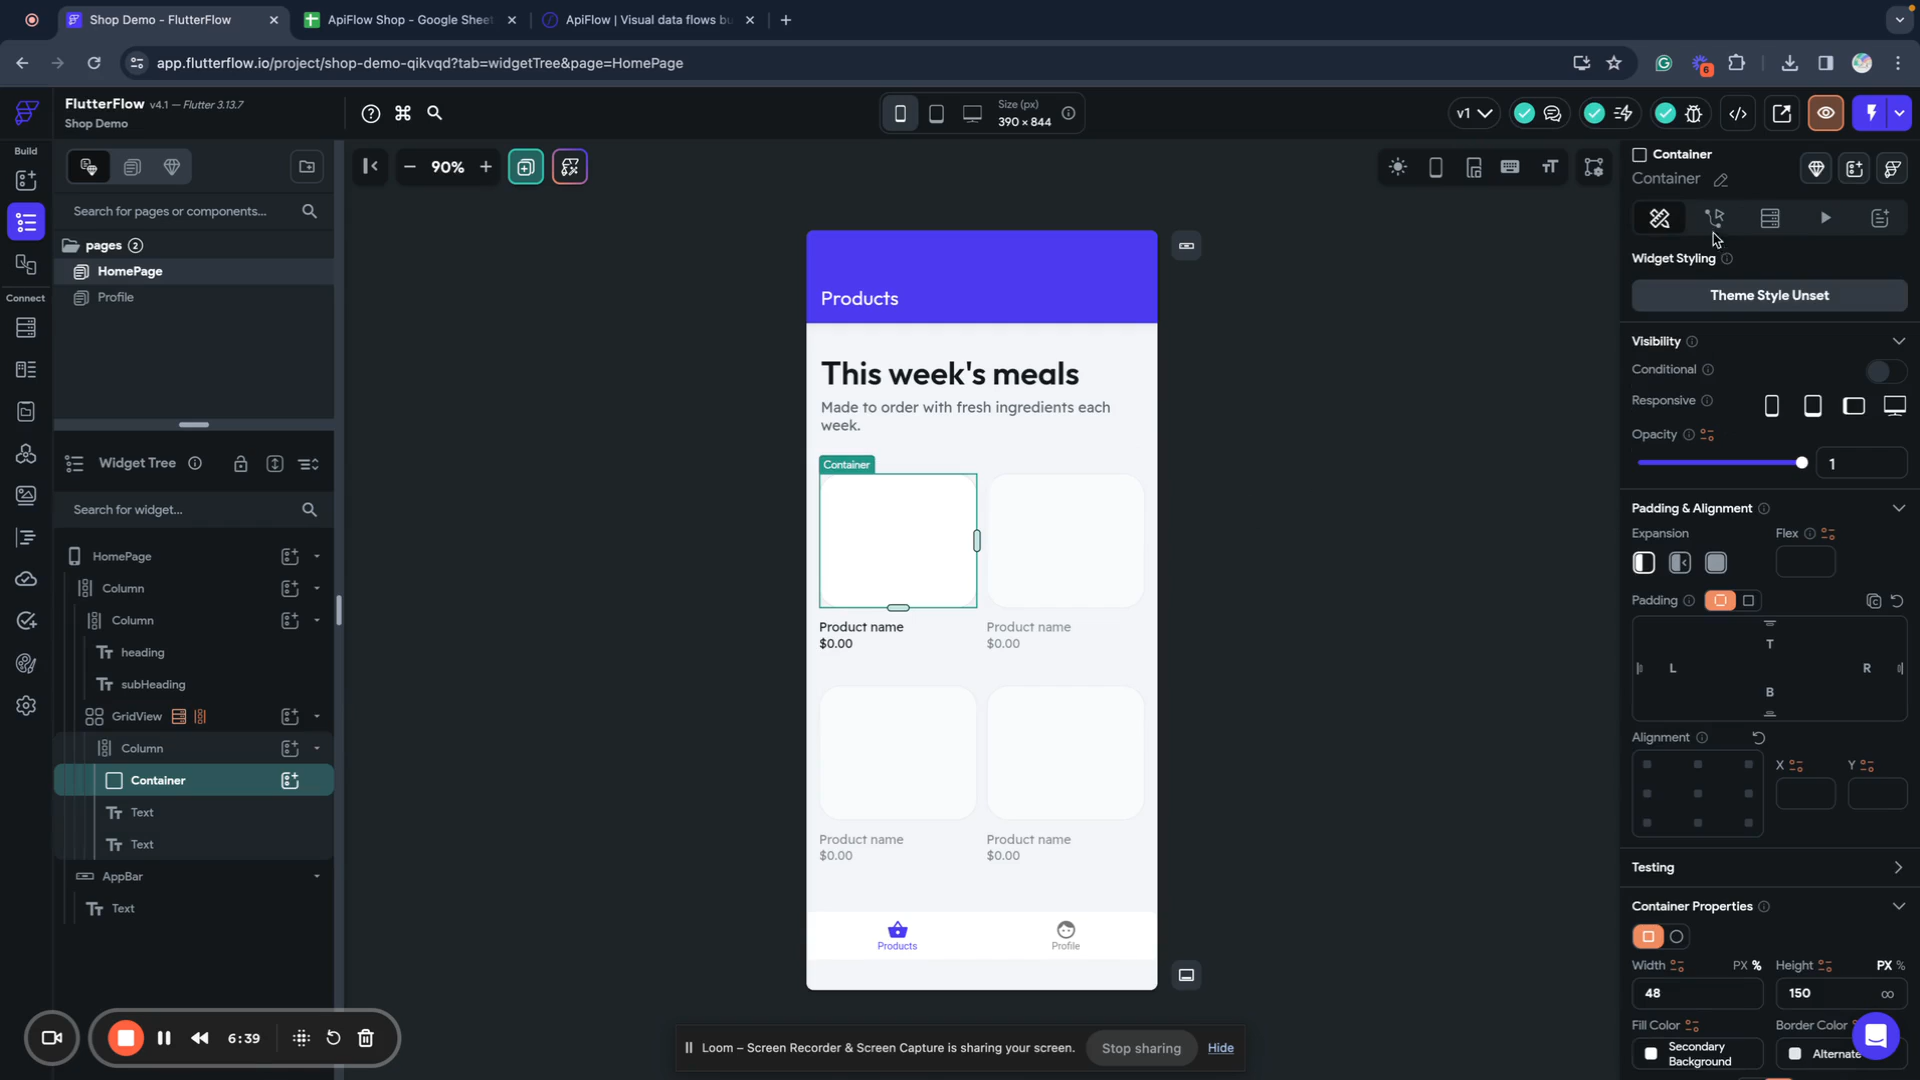 Shop Demo - FlutterFlow
ApiFlow Shop - Google Sheet
ApiFlow | Visual data flows bu
app.flutterflow.io/project/shop-demo-qikvqd?tab=widgetTree&page=HomePage
6
FlutterFlow v4.1 — Flutter 3.13.7
Shop Demo
Size (px)
390 × 844
v1
Build
Connect
90%
Search for pages or components...
pages 2
HomePage
Profile
Widget Tree
Search for widget...
HomePage
Column
Column
Tt heading
Tt subHeading
GridView
Column
Container
Tt Text
Tt Text
AppBar
Tt Text
Products
This week's meals
Made to order with fresh ingredients each
week.
Container
Product name
$0.00
Product name
$0.00
Product name
$0.00
Product name
$0.00
Products
Profile
Container
Container
Widget Styling
Theme Style Unset
Visibility
Conditional
Responsive
Opacity
1
Padding & Alignment
Expansion
Flex
Padding
T
L
R
B
Alignment
X
Y
Testing
Container Properties
Width PX %
Height PX %
48
150 ∞
Fill Color
Border Color
Secondary
Background
Alternate
6:39
Loom – Screen Recorder & Screen Capture is sharing your screen.
Stop sharing
Hide